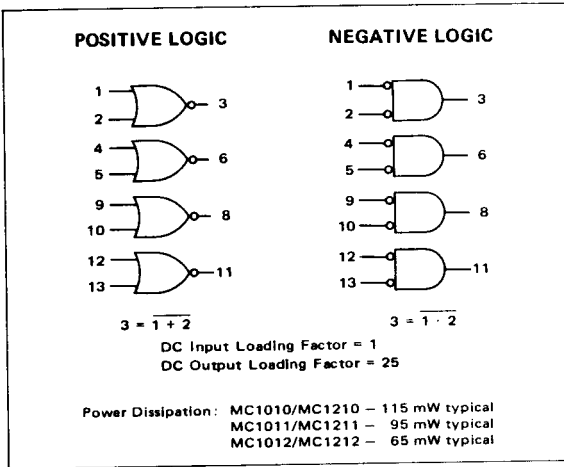 POSITIVE LOGIC
1
2
3
4
5
6
9
10
8
12
13
11
3 = \overline{1 + 2}
NEGATIVE LOGIC
1
2
3
4
5
6
9
10
8
12
13
11
3 = \overline{1 · 2}
DC Input Loading Factor = 1
DC Output Loading Factor = 25
Power Dissipation: MC1010/MC1210 – 115 mW typical
MC1011/MC1211 – 95 mW typical
MC1012/MC1212 – 65 mW typical